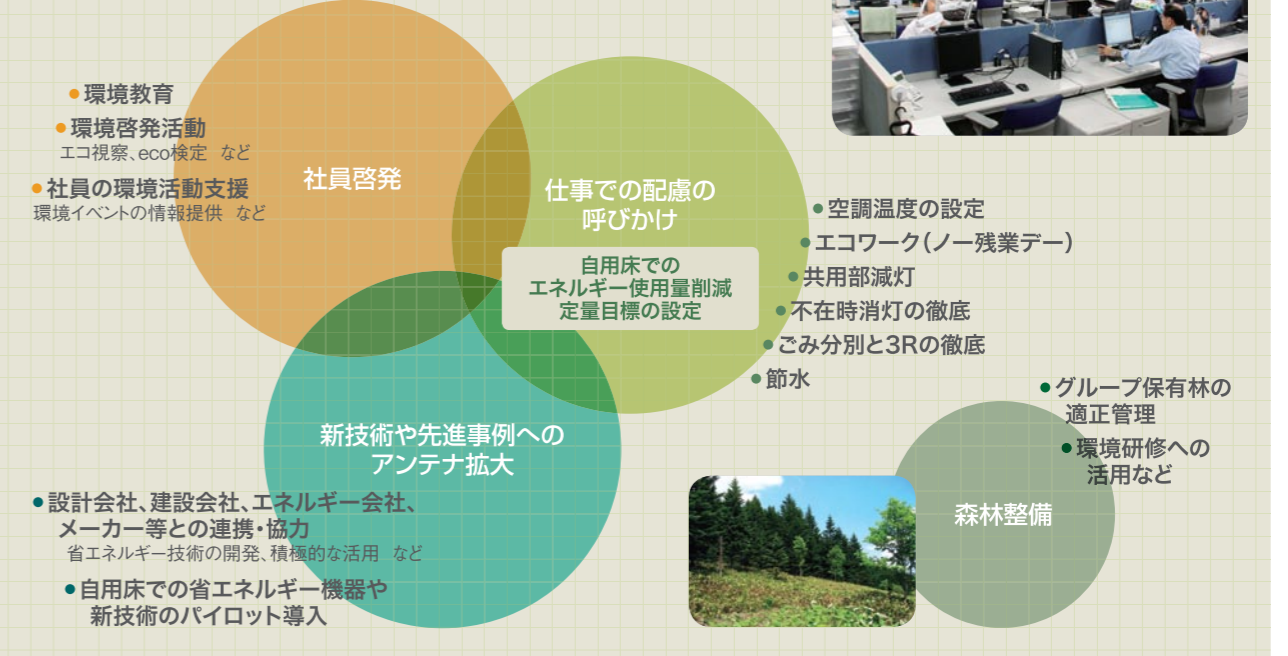 ●環境教育
●環境啓発活動
エコ視察、eco検定　など
●社員の環境活動支援
環境イベントの情報提供　など
社員啓発
仕事での配慮の
呼びかけ
自用床での
エネルギー使用量削減
定量目標の設定
●空調温度の設定
●エコワーク（ノー残業デー）
●共用部減灯
●不在時消灯の徹底
●ごみ分別と3Rの徹底
●節水
新技術や先進事例への
アンテナ拡大
●設計会社、建設会社、エネルギー会社、
メーカー等との連携・協力
省エネルギー技術の開発、積極的な活用　など
●自用床での省エネルギー機器や
新技術のパイロット導入
●グループ保有林の
適正管理
●環境研修への
活用など
森林整備